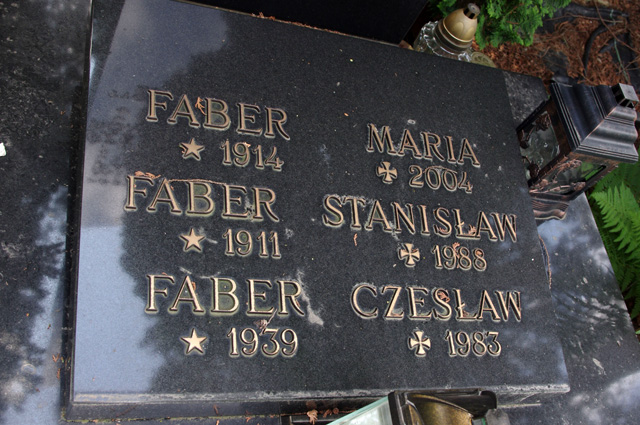 FABER MARIA
★ 1914 ✠ 2004
FABER STANISŁAW
★ 1911 ✠ 1988
FABER CZESŁAW
★ 1939 ✠ 1983